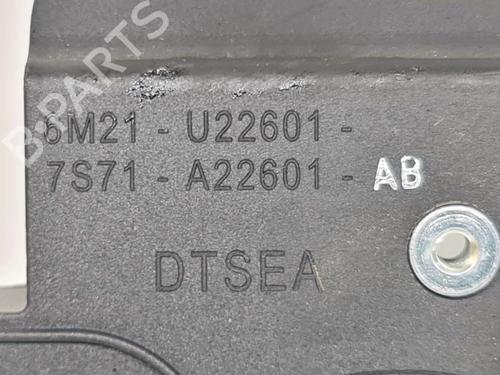 B-PARTS
6M21 - U22601 -
7S71 - A22601 - AB
DTSEA